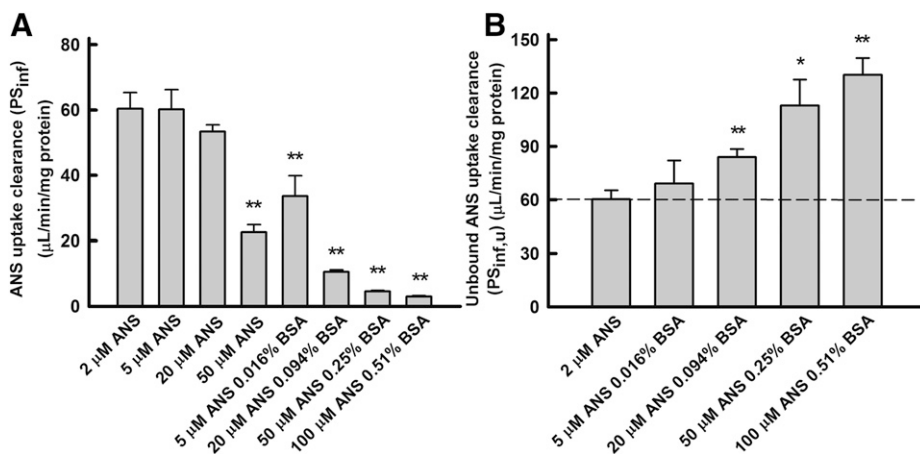 A
ANS uptake clearance (PSinf)
(μL/min/mg protein)
80
60
40
20
0
**
**
**
**
**
2 μM ANS
5 μM ANS
20 μM ANS
50 μM ANS
5 μM ANS 0.016% BSA
20 μM ANS 0.094% BSA
50 μM ANS 0.25% BSA
100 μM ANS 0.51% BSA
B
Unbound ANS uptake clearance
(PSinf,u) (μL/min/mg protein)
150
120
90
60
30
0
**
*
**
2 μM ANS
5 μM ANS 0.016% BSA
20 μM ANS 0.094% BSA
50 μM ANS 0.25% BSA
100 μM ANS 0.51% BSA